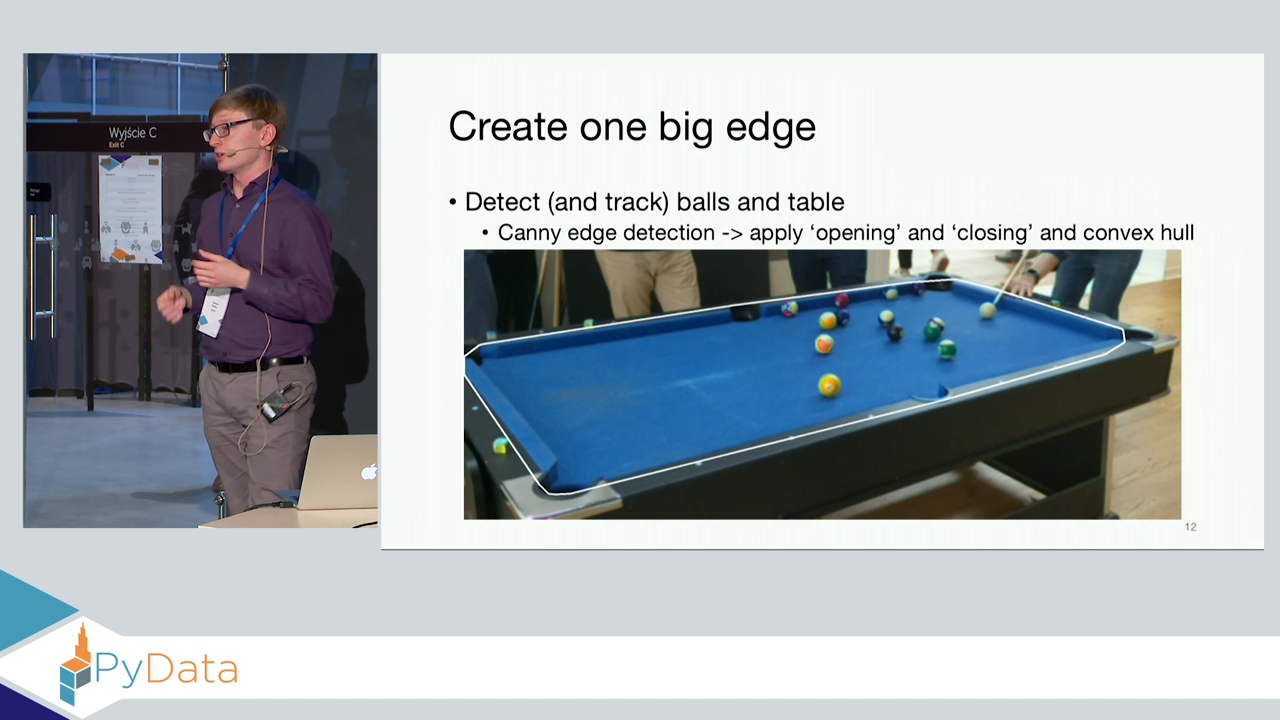 Wyjście C
Exit C
Create one big edge
• Detect (and track) balls and table
• Canny edge detection -> apply ‘opening’ and ‘closing’ and convex hull
12
PyData